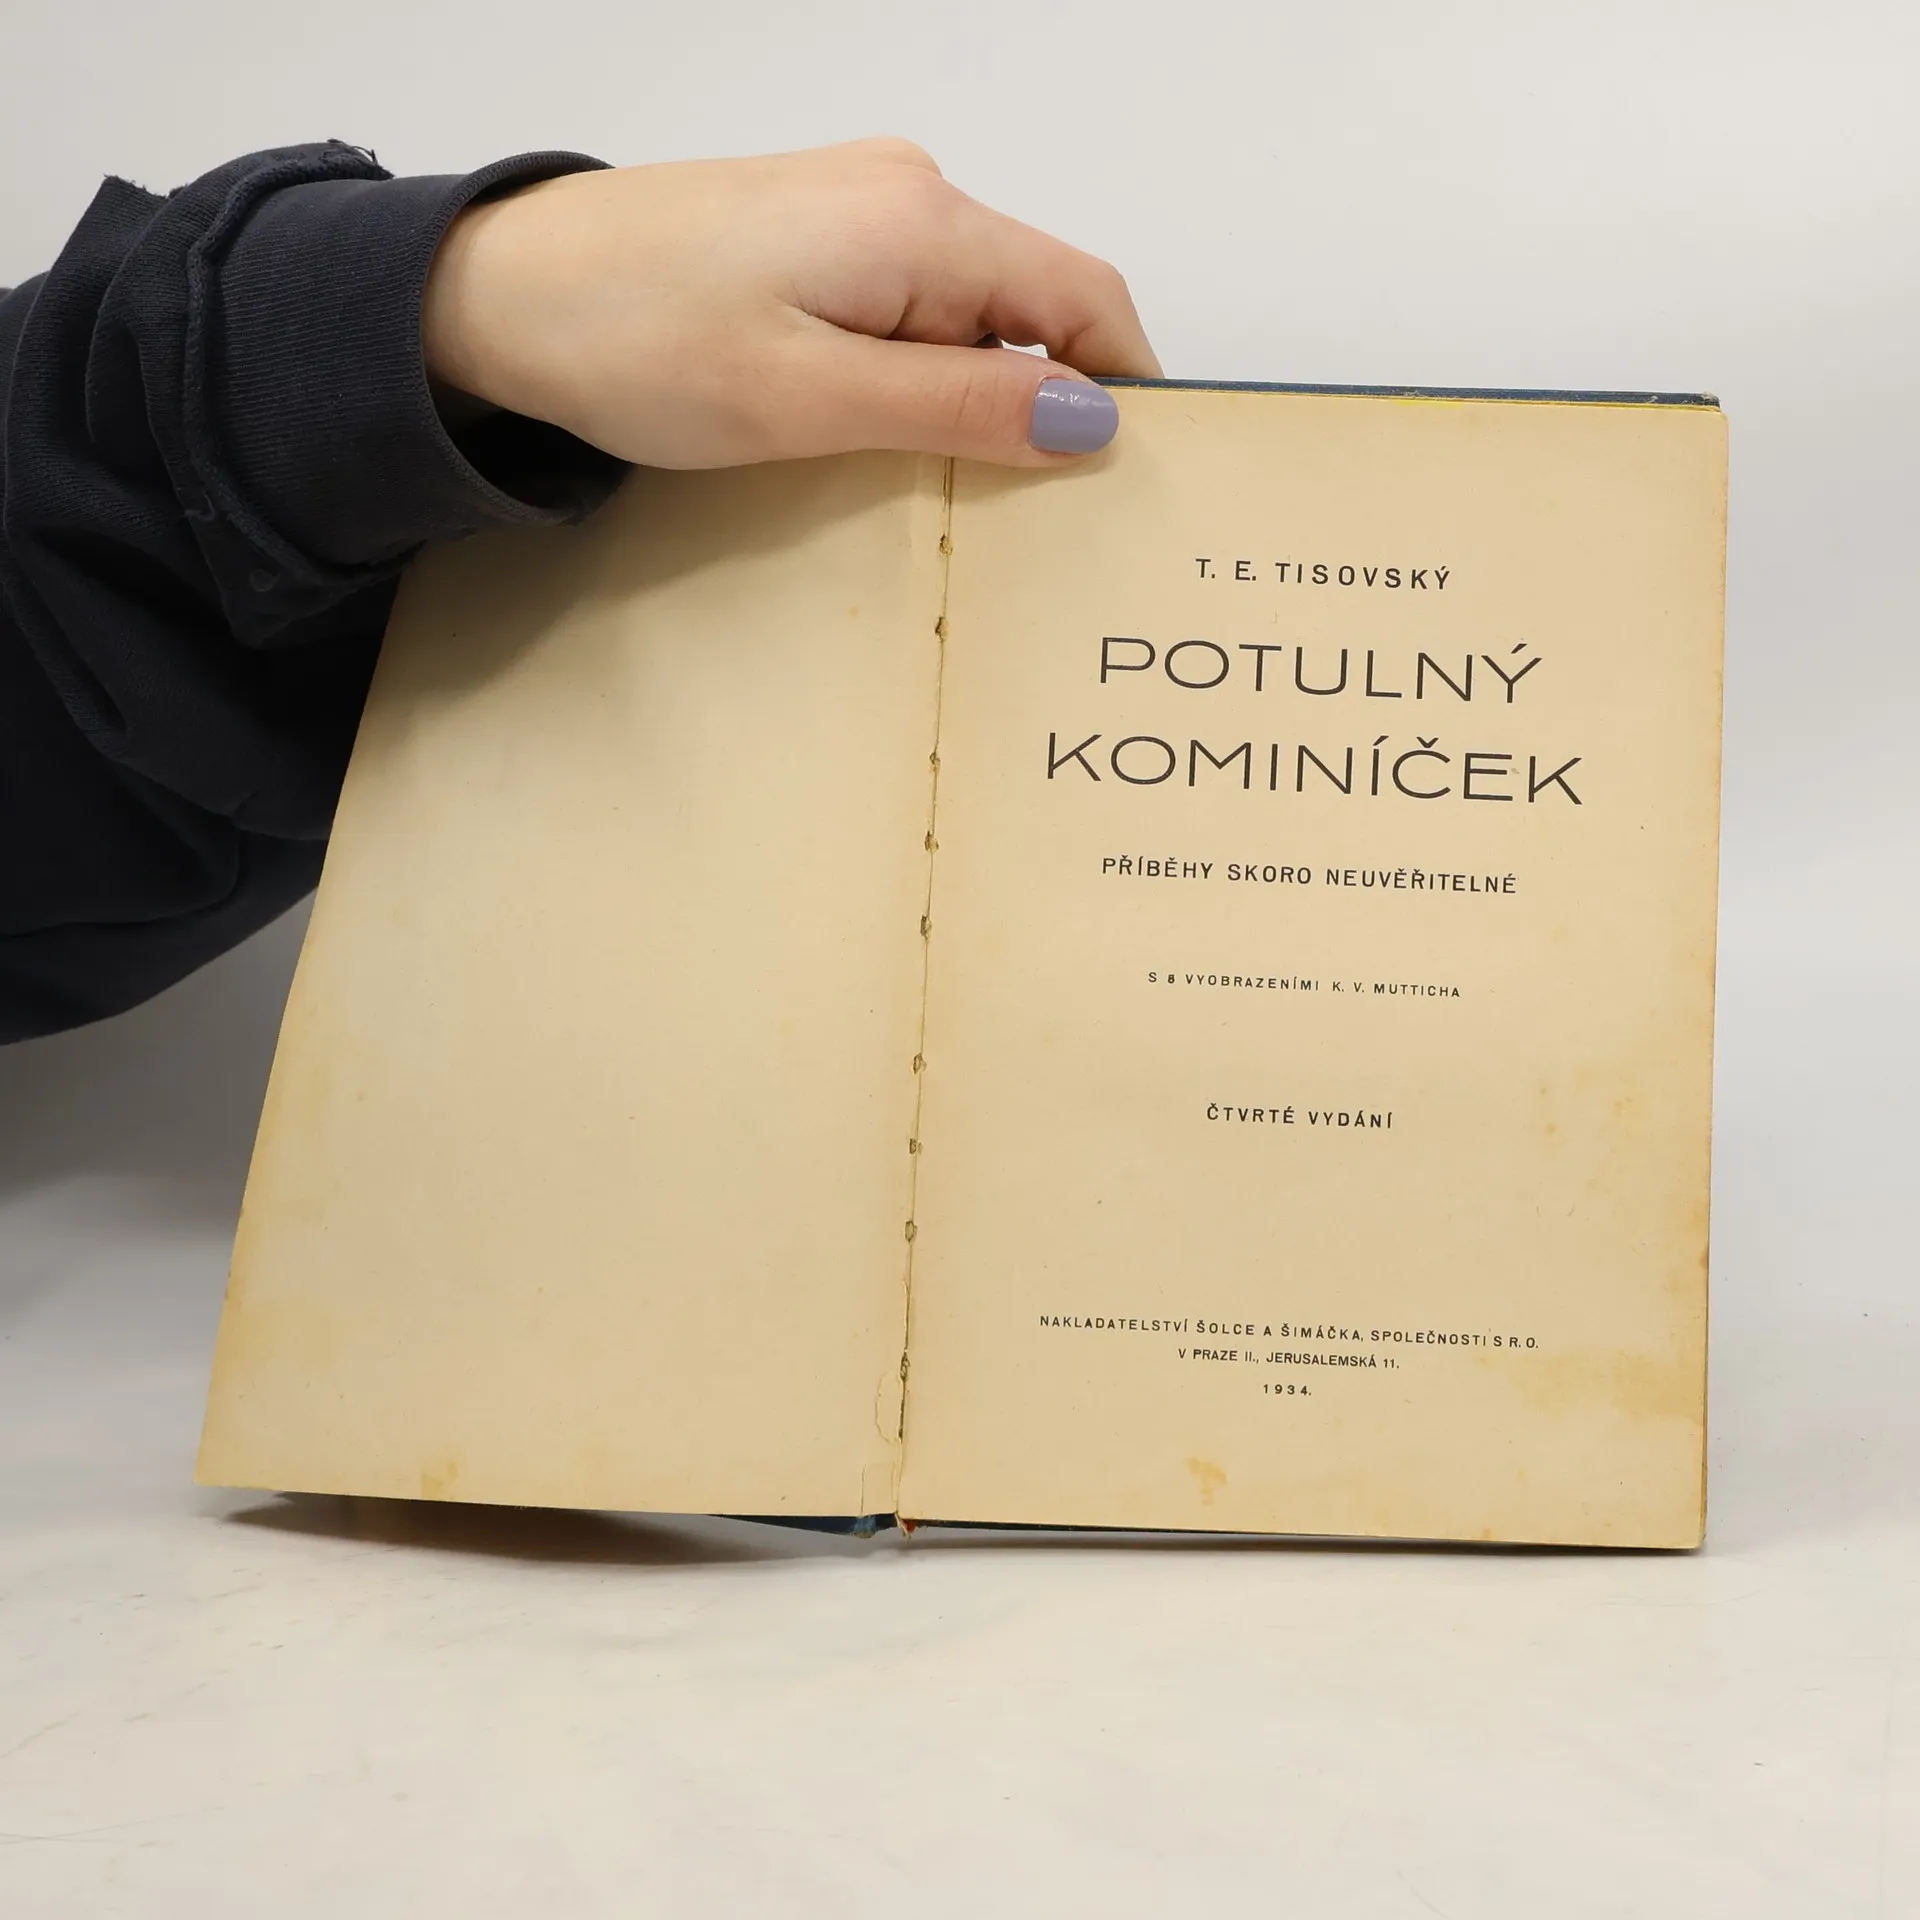 T. E. TISOVSKÝ
POTULNÝ
KOMINÍČEK
PŘÍBĚHY SKORO NEUVĚŘITELNÉ
S 8 VYOBRAZENÍMI K. V. MUTTICHA
ČTVRTÉ VYDÁNÍ
NAKLADATELSTVÍ ŠOLCE A ŠIMÁČKA, SPOLEČNOSTI S R. O.
V PRAZE II., JERUSALEMSKÁ 11.
1934.